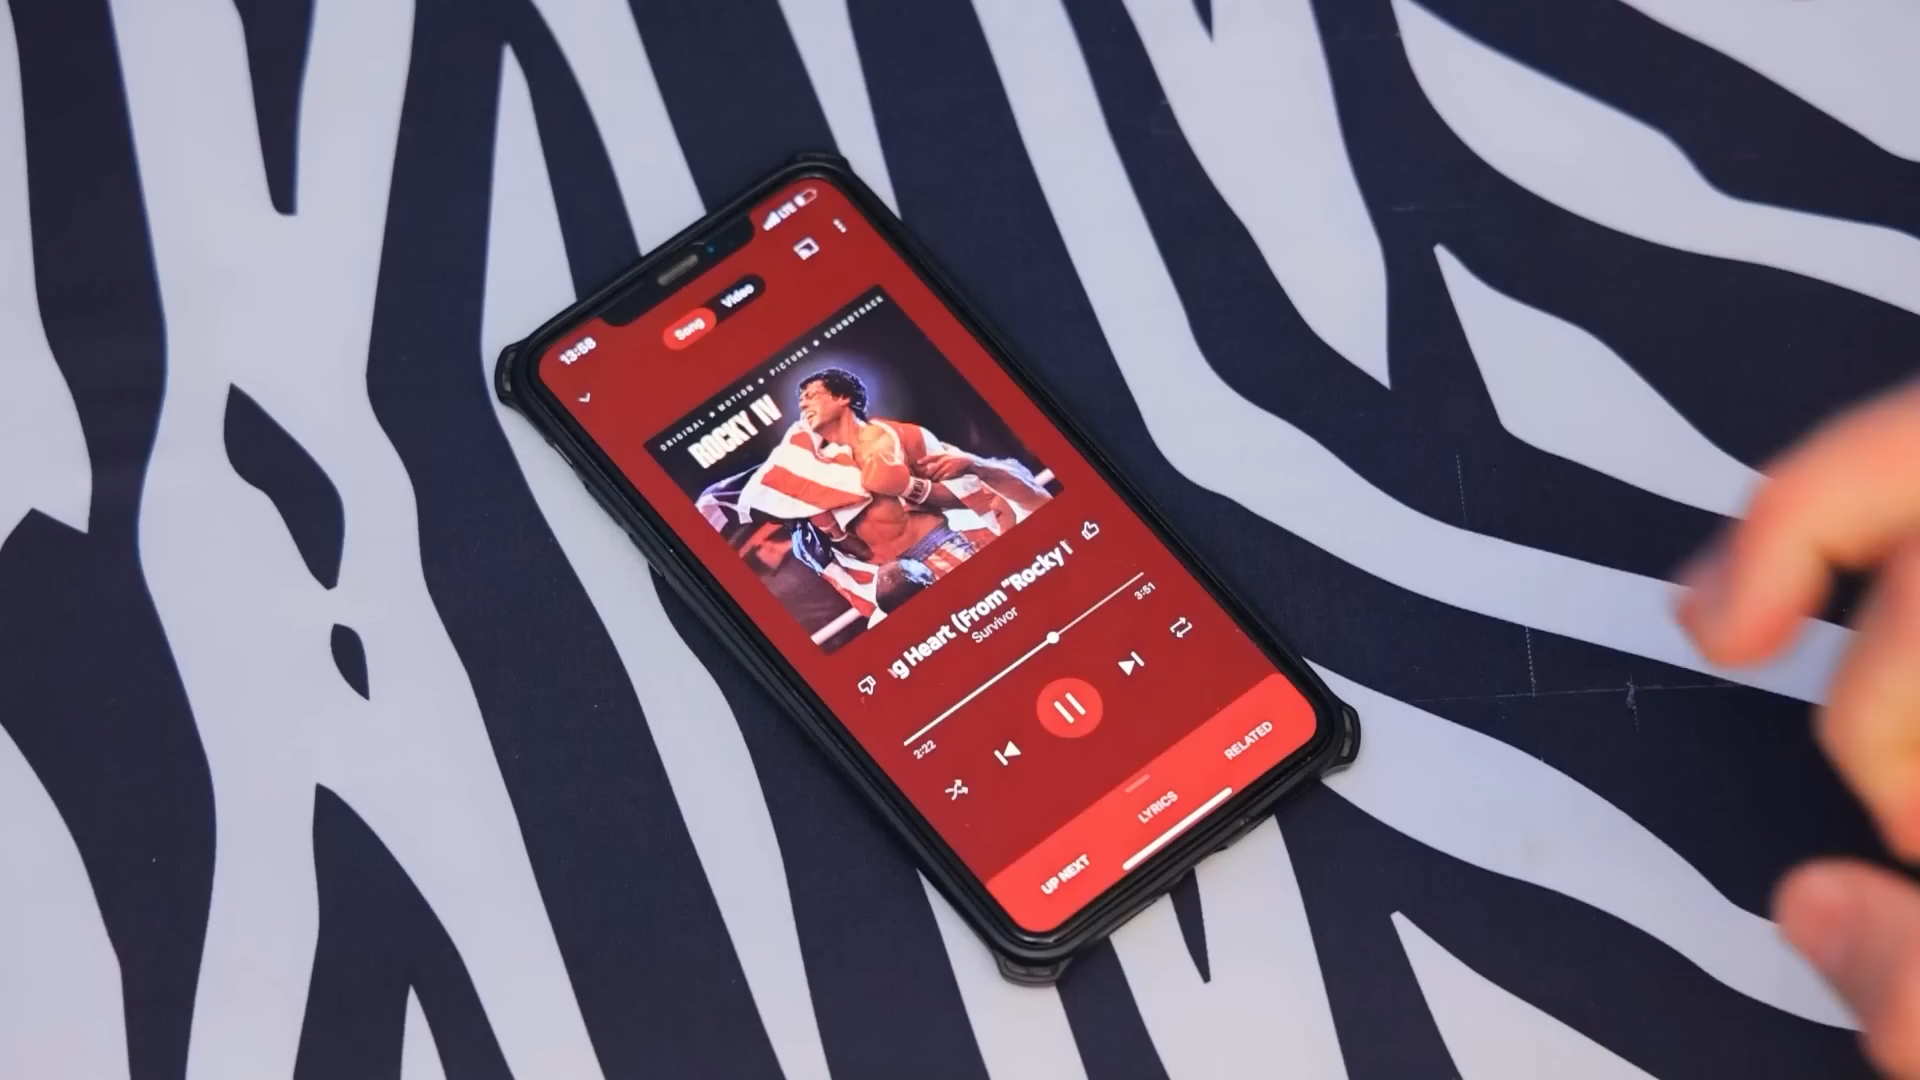 13:58
LTE
Song Video
ORIGINAL ★ MOTION ★ PICTURE ★ SOUNDTRACK
ROCKY IV
g Heart (From "Rocky I
Survivor
2:22
3:51
UP NEXT LYRICS RELATED